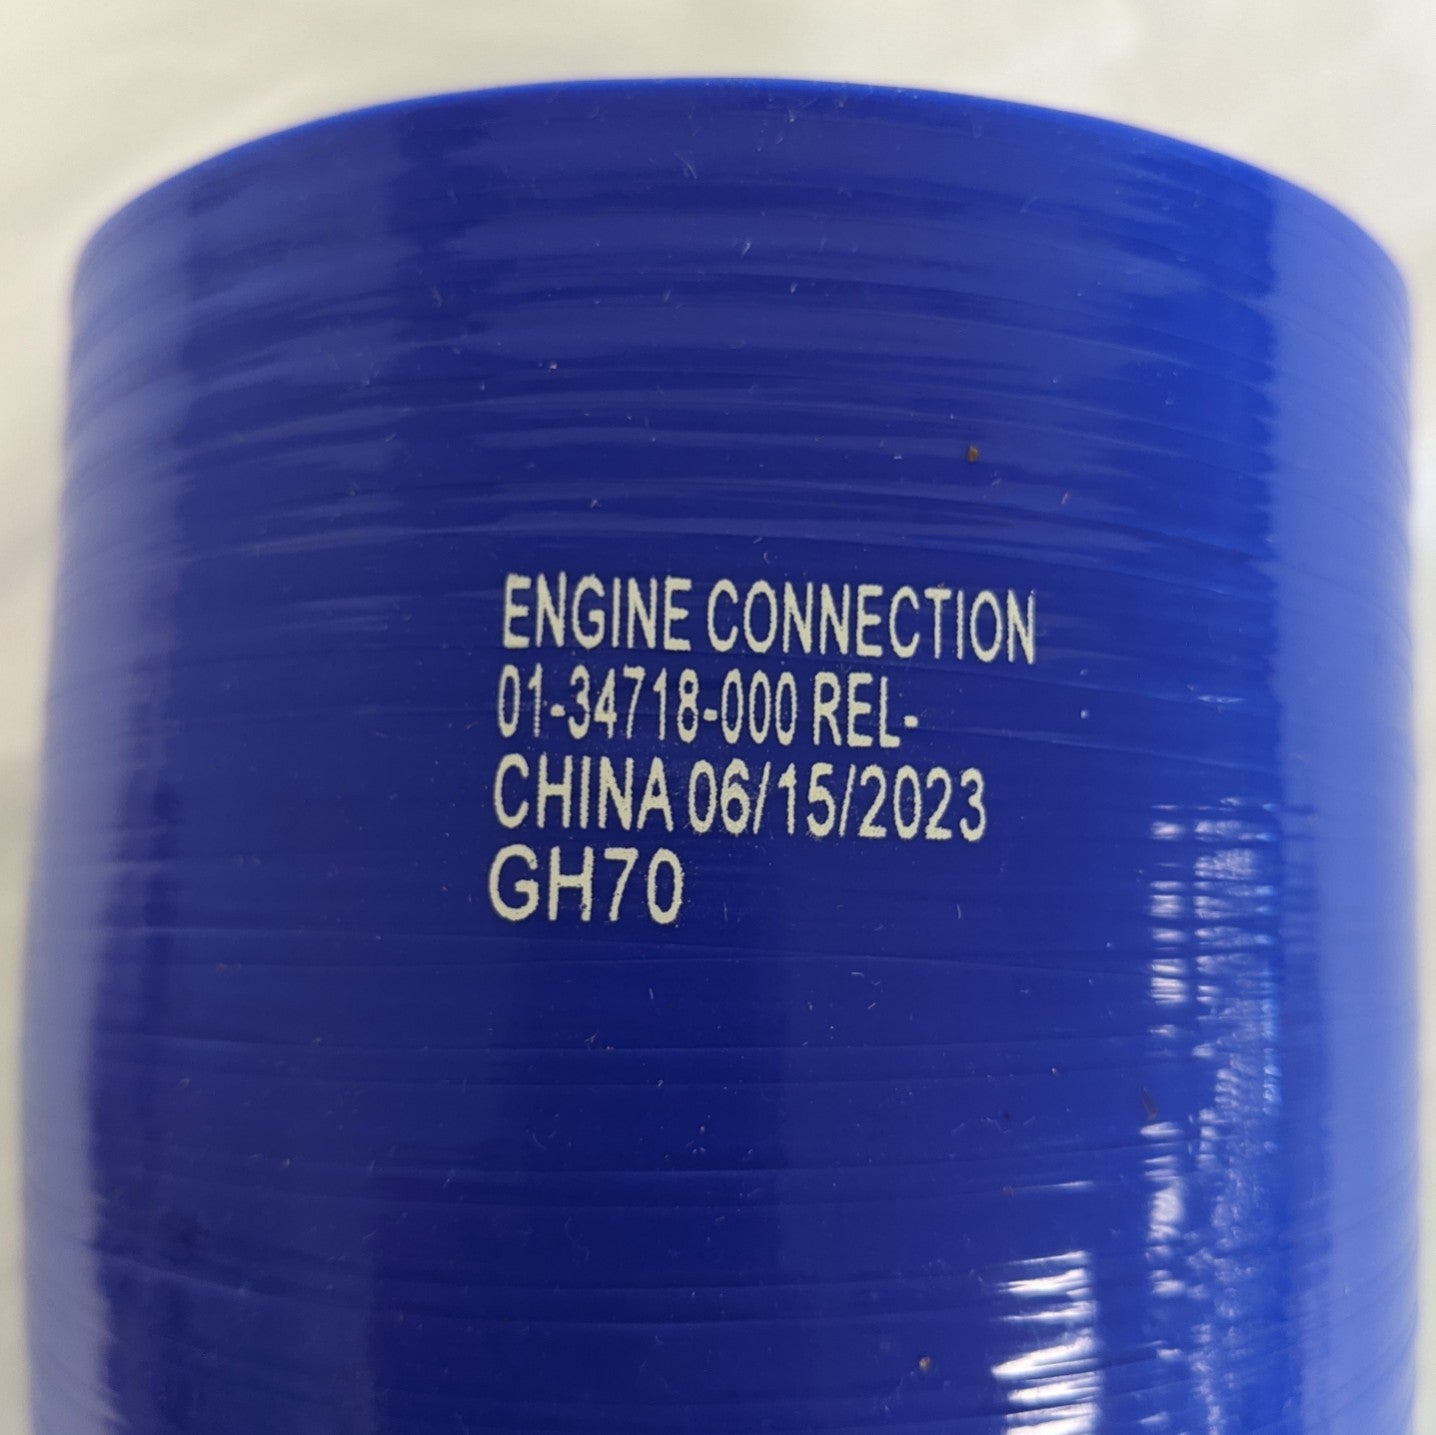 ENGINE CONNECTION
01-34718-000 REL-
CHINA 06/15/2023
GH70